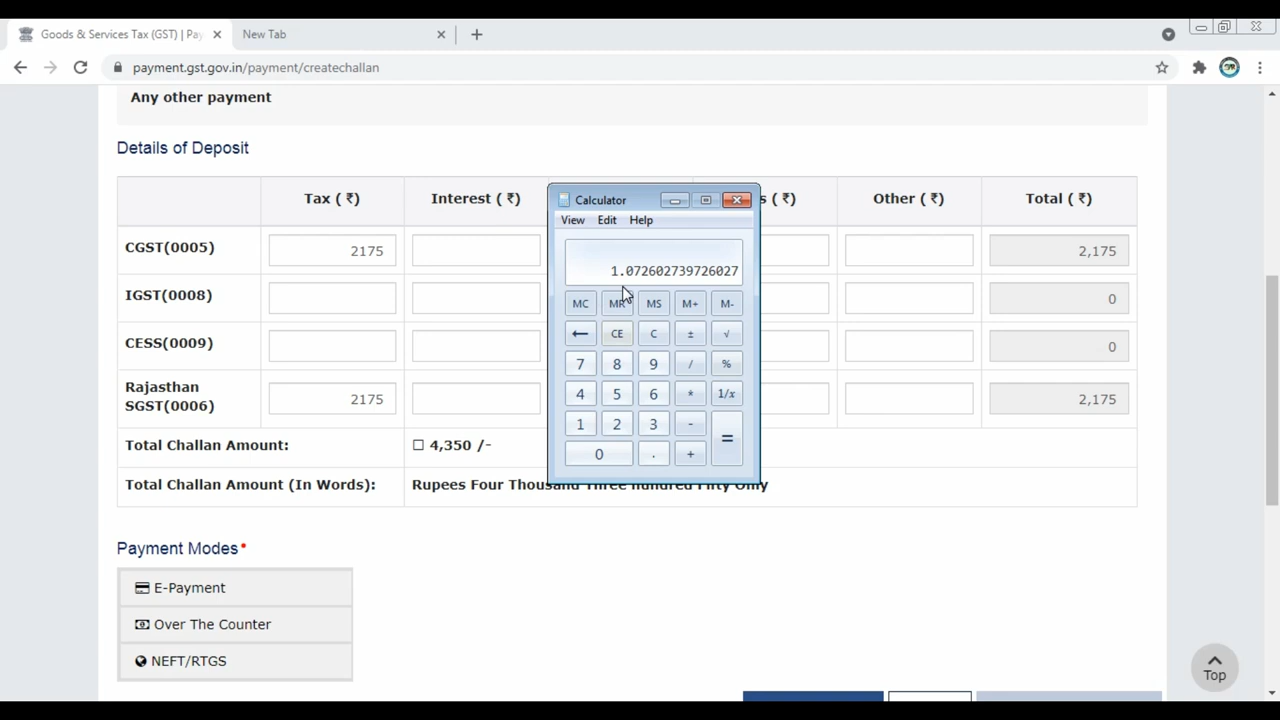 Goods & Services Tax (GST) | Pay
New Tab
payment.gst.gov.in/payment/createchallan
Any other payment
Details of Deposit
Tax ( ₹) Interest ( ₹) s ( ₹) Other ( ₹) Total ( ₹)
CGST(0005) 2175 2,175
IGST(0008) 0
CESS(0009) 0
Rajasthan
SGST(0006) 2175 2,175
Total Challan Amount: 4,350 /-
Total Challan Amount (In Words): Rupees Four Thousand Three hundred Fifty Only
Calculator
View Edit Help
1.072602739726027
MC MR MS M+ M-
← CE C ± √
7 8 9 / %
4 5 6 * 1/x
1 2 3 - =
0 . +
Payment Modes*
E-Payment
Over The Counter
NEFT/RTGS
Top